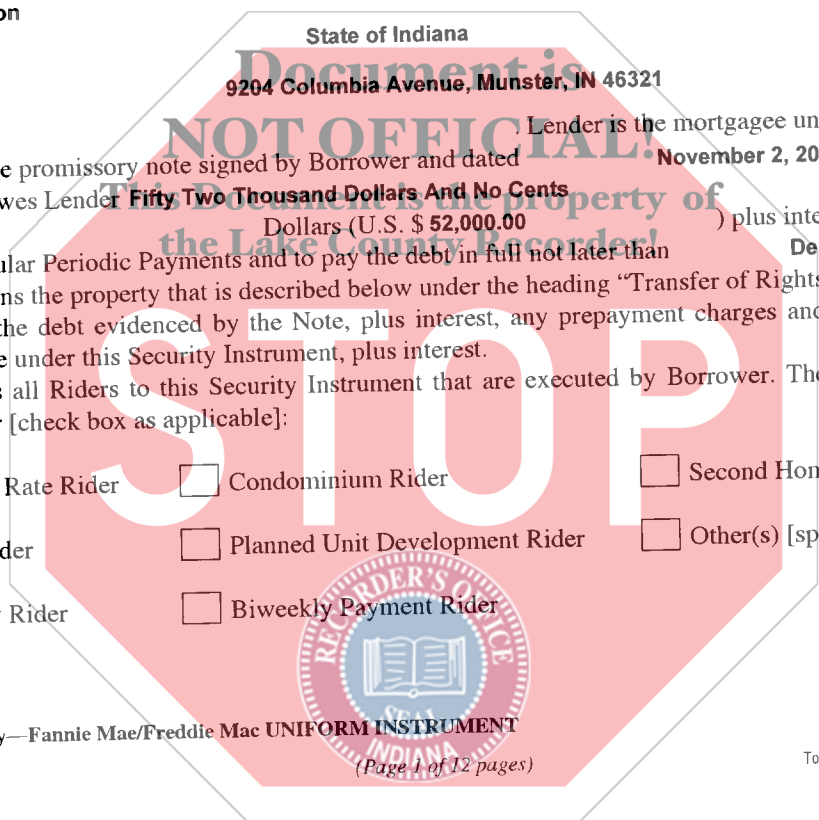 on
State of Indiana
9204 Columbia Avenue, Munster, IN 46321
. Lender is the mortgagee un
e promissory note signed by Borrower and dated November 2, 20
wes Lender Fifty Two Thousand Dollars And No Cents
Dollars (U.S. $ 52,000.00 ) plus inte
ular Periodic Payments and to pay the debt in full not later than De
ns the property that is described below under the heading “Transfer of Rights
the debt evidenced by the Note, plus interest, any prepayment charges and
e under this Security Instrument, plus interest.
s all Riders to this Security Instrument that are executed by Borrower. The
[check box as applicable]:
Rate Rider Condominium Rider Second Hom
der Planned Unit Development Rider Other(s) [sp
Rider Biweekly Payment Rider
y—Fannie Mae/Freddie Mac UNIFORM INSTRUMENT
(Page 1 of 12 pages)
To
Document is
NOT OFFICIAL!
This Document is the property of
the Lake County Recorder!
STOP
RECORDER'S OFFICE
SEAL
INDIANA